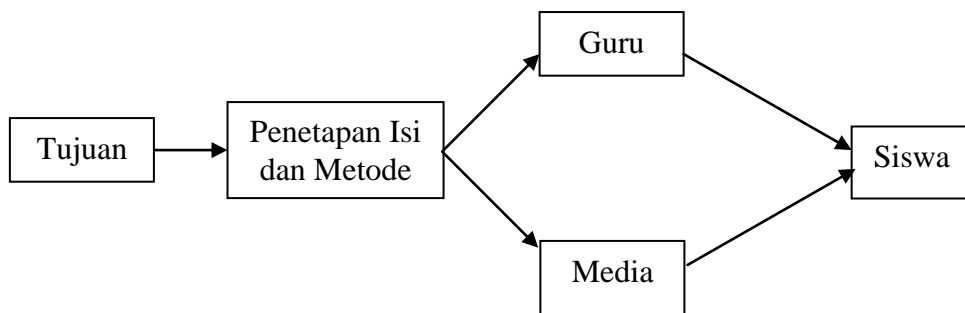 Tujuan
Penetapan Isi
dan Metode
Guru
Media
Siswa